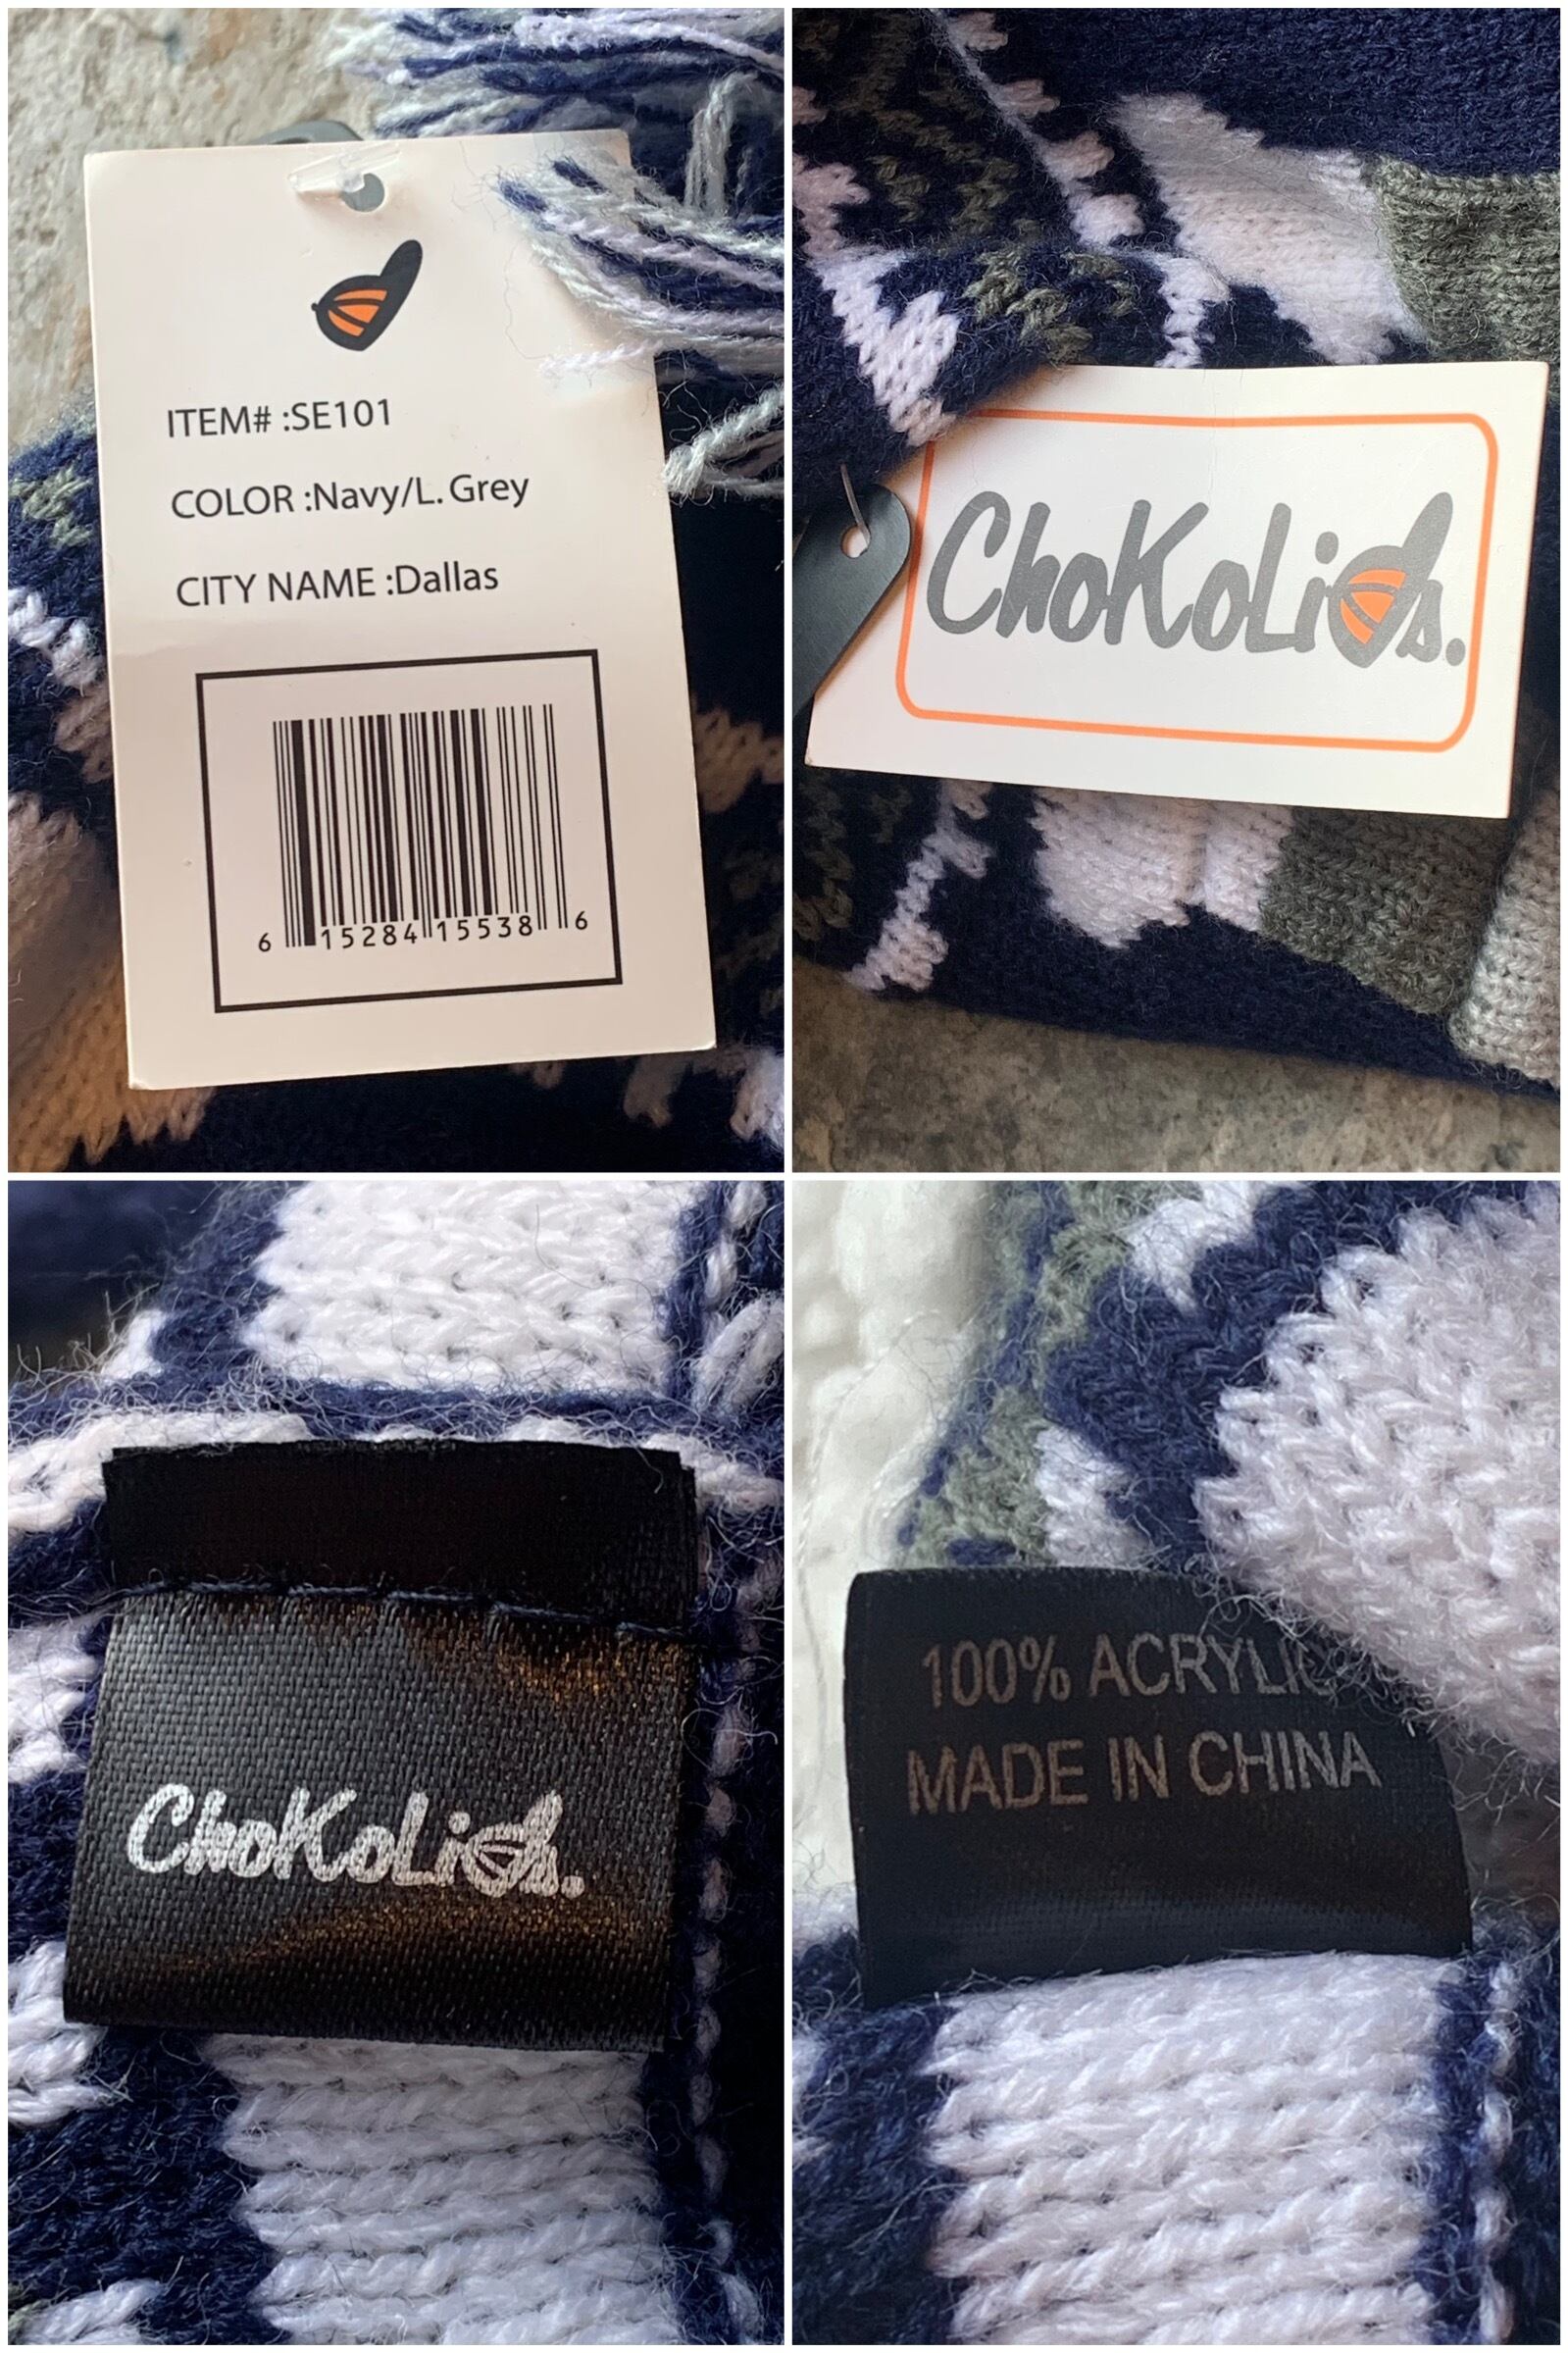 ITEM# :SE101
COLOR :Navy/L. Grey
CITY NAME :Dallas
6 15284 15538 6
ChoKoLids.
ChoKoLids.
100% ACRYLIC
MADE IN CHINA